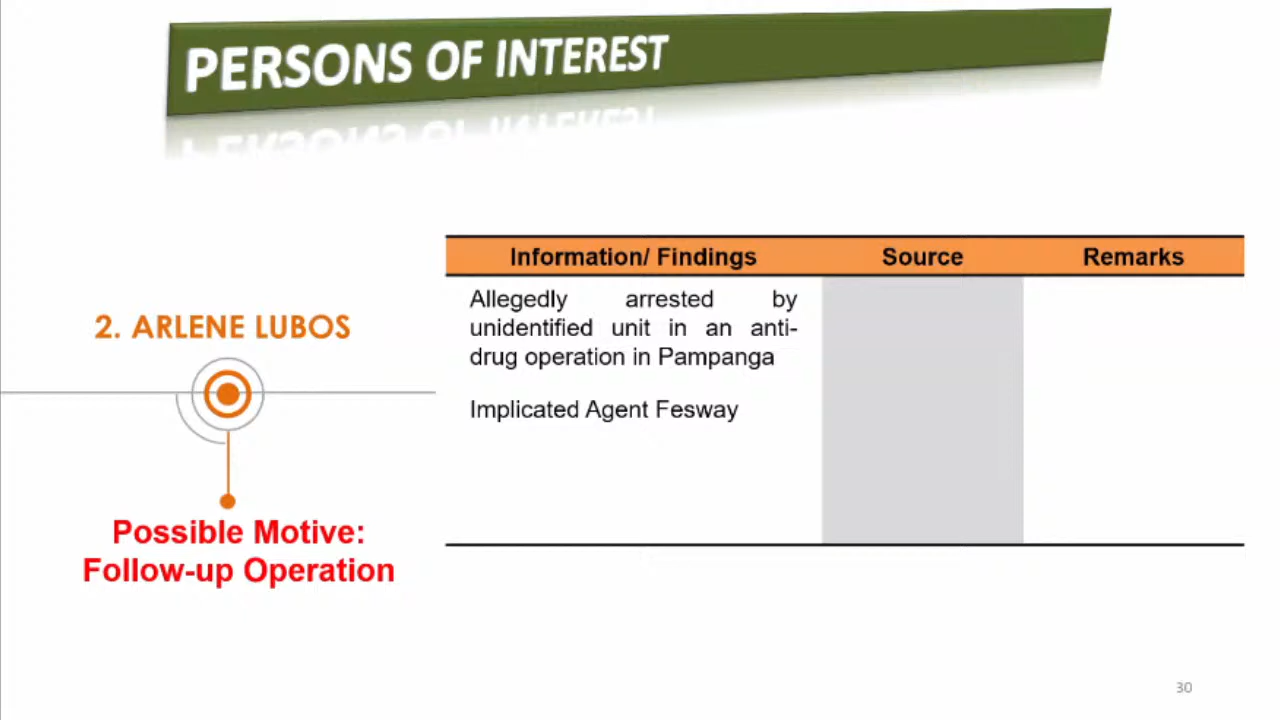 PERSONS OF INTEREST
2. ARLENE LUBOS
Possible Motive:
Follow-up Operation
Information/ Findings Source Remarks
Allegedly arrested by
unidentified unit in an anti-
drug operation in Pampanga
Implicated Agent Fesway
30